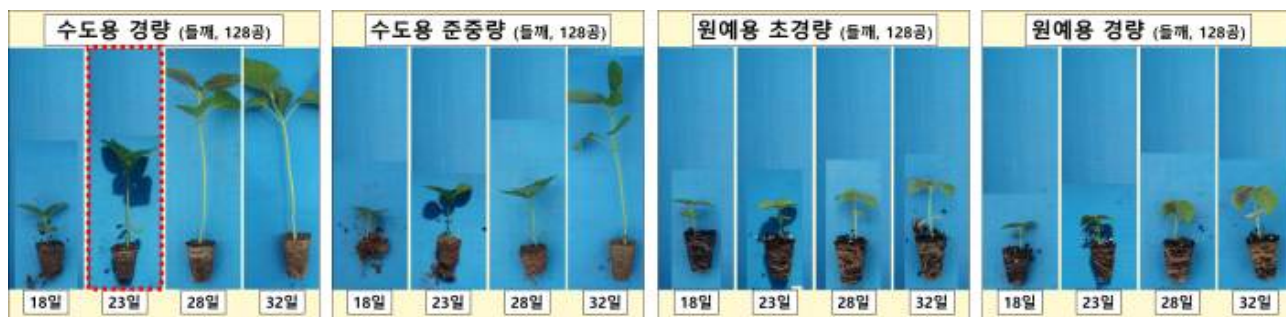 수도용 경량 (들깨, 128공)
18일 23일 28일 32일
수도용 준중량 (들깨, 128공)
18일 23일 28일 32일
원예용 초경량 (들깨, 128공)
18일 23일 28일 32일
원예용 경량 (들깨, 128공)
18일 23일 28일 32일